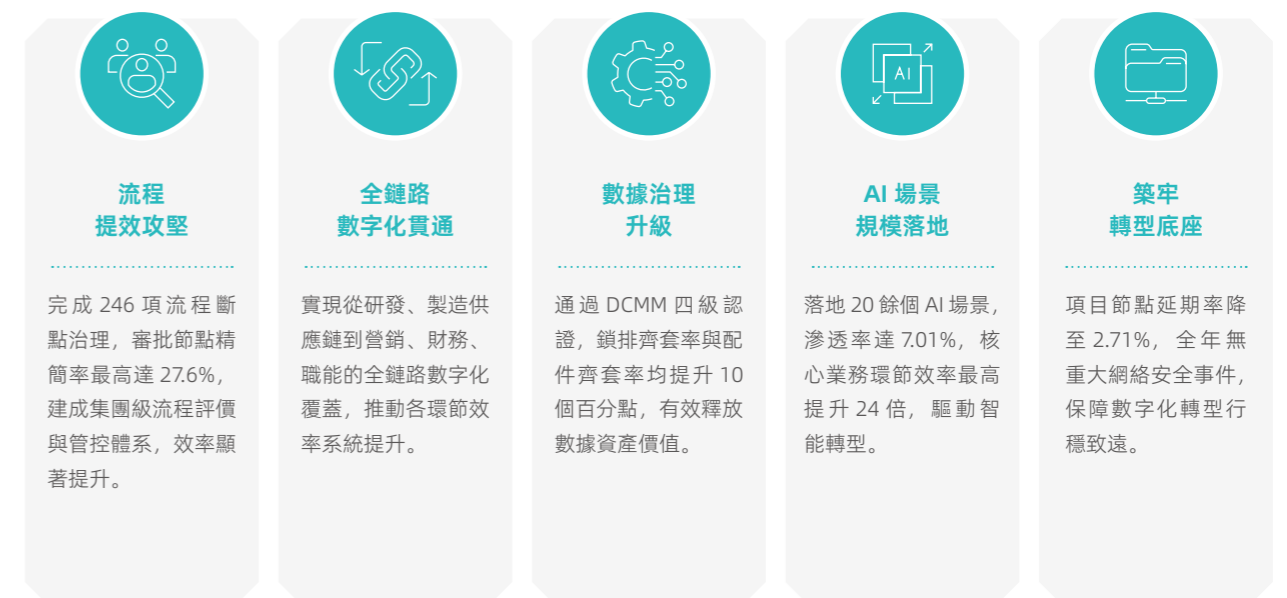 流程
提效攻堅
完成 246 項流程斷
點治理，審批節點精
簡率最高達 27.6%，
建成集團級流程評價
與管控體系，效率顯
著提升。
全鏈路
數字化貫通
實現從研發、製造供
應鏈到營銷、財務、
職能的全鏈路數字化
覆蓋，推動各環節效
率系統提升。
數據治理
升級
通過 DCMM 四級認
證，鎖排齊套率與配
件齊套率均提升 10
個百分點，有效釋放
數據資產價值。
AI
AI 場景
規模落地
落地 20 餘個 AI 場景，
滲透率達 7.01%，核
心業務環節效率最高
提升 24 倍，驅動智
能轉型。
築牢
轉型底座
項目節點延期率降
至 2.71%，全年無
重大網絡安全事件，
保障數字化轉型行
穩致遠。